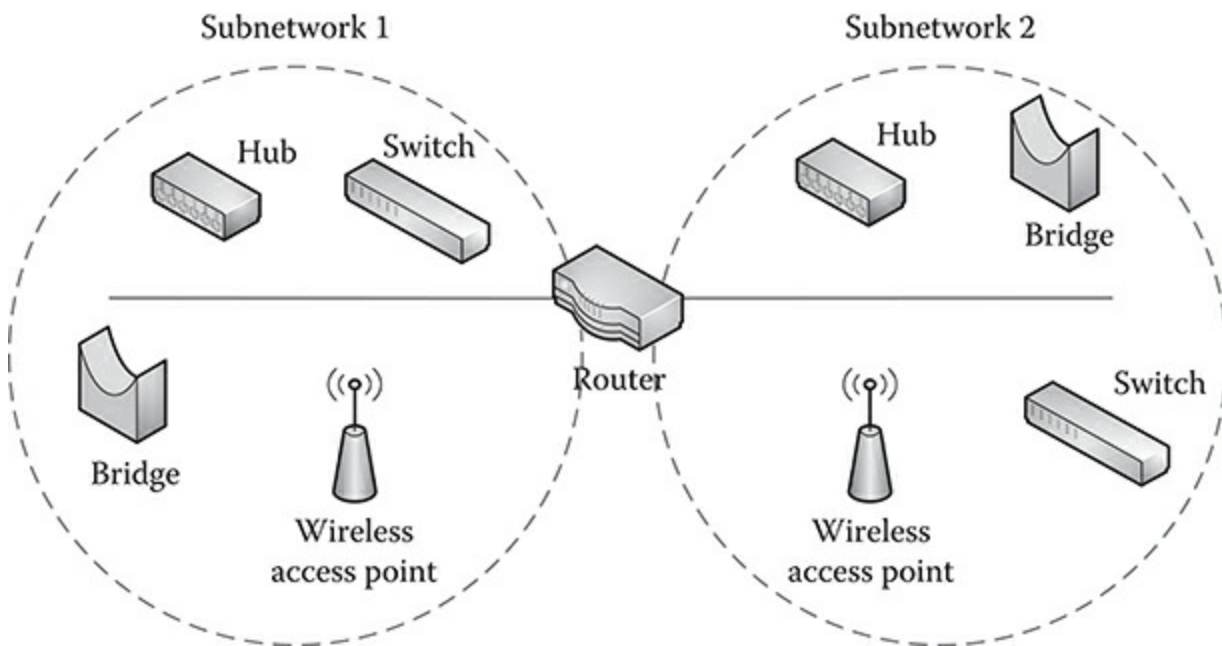 Subnetwork 1
Subnetwork 2
Hub
Switch
Hub
Bridge
Router
Bridge
Wireless
access point
Wireless
access point
Switch